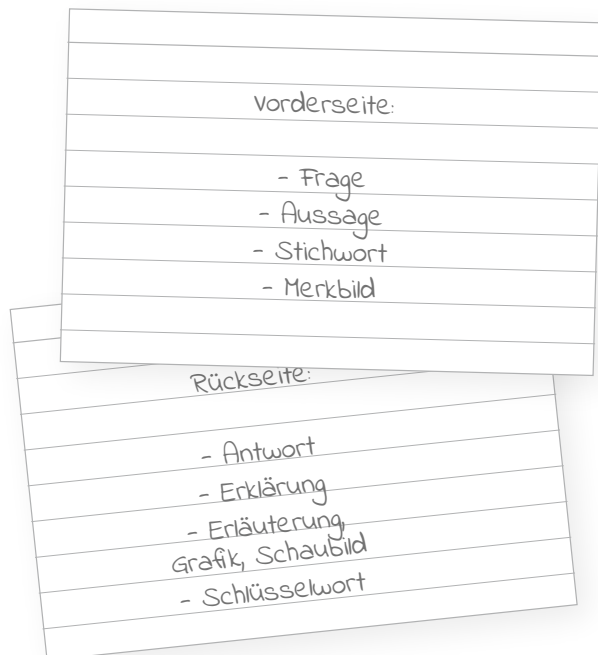 Vorderseite:
- Frage
- Aussage
- Stichwort
- Merkbild
Rückseite:
- Antwort
- Erklärung
- Erläuterung,
Grafik, Schaubild
- Schlüsselwort